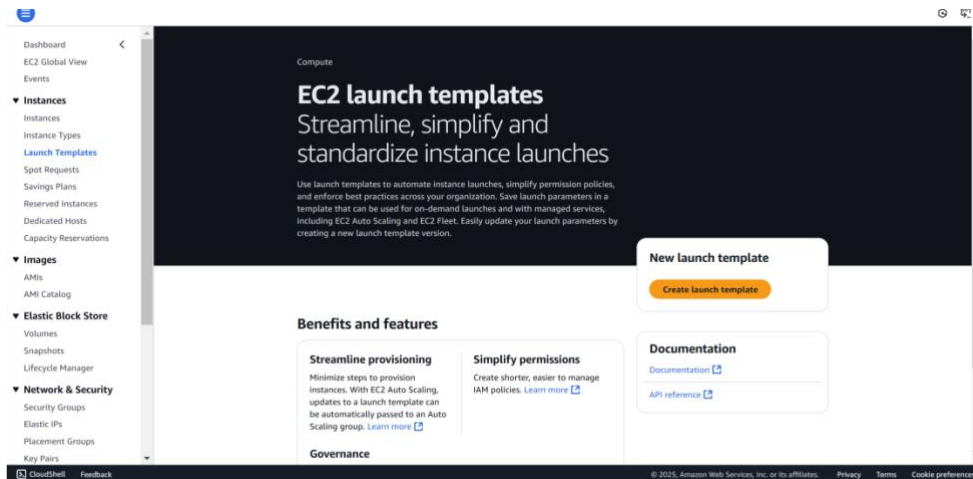 Dashboard
EC2 Global View
Events
Instances
Instances
Instance Types
Launch Templates
Spot Requests
Savings Plans
Reserved Instances
Dedicated Hosts
Capacity Reservations
Images
AMIs
AMI Catalog
Elastic Block Store
Volumes
Snapshots
Lifecycle Manager
Network & Security
Security Groups
Elastic IPs
Placement Groups
Key Pairs
Compute
EC2 launch templates
Streamline, simplify and
standardize instance launches
Use launch templates to automate instance launches, simplify permission policies,
and enforce best practices across your organization. Save launch parameters in a
template that can be used for on-demand launches and with managed services,
including EC2 Auto Scaling and EC2 Fleet. Easily update your launch parameters by
creating a new launch template version.
New launch template
Create launch template
Benefits and features
Streamline provisioning
Minimize steps to provision
instances. With EC2 Auto Scaling,
updates to a launch template can
be automatically passed to an Auto
Scaling group. Learn more
Simplify permissions
Create shorter, easier to manage
IAM policies. Learn more
Governance
Documentation
Documentation
API reference
CloudShell Feedback
© 2025, Amazon Web Services, Inc. or its affiliates. Privacy Terms Cookie preferences